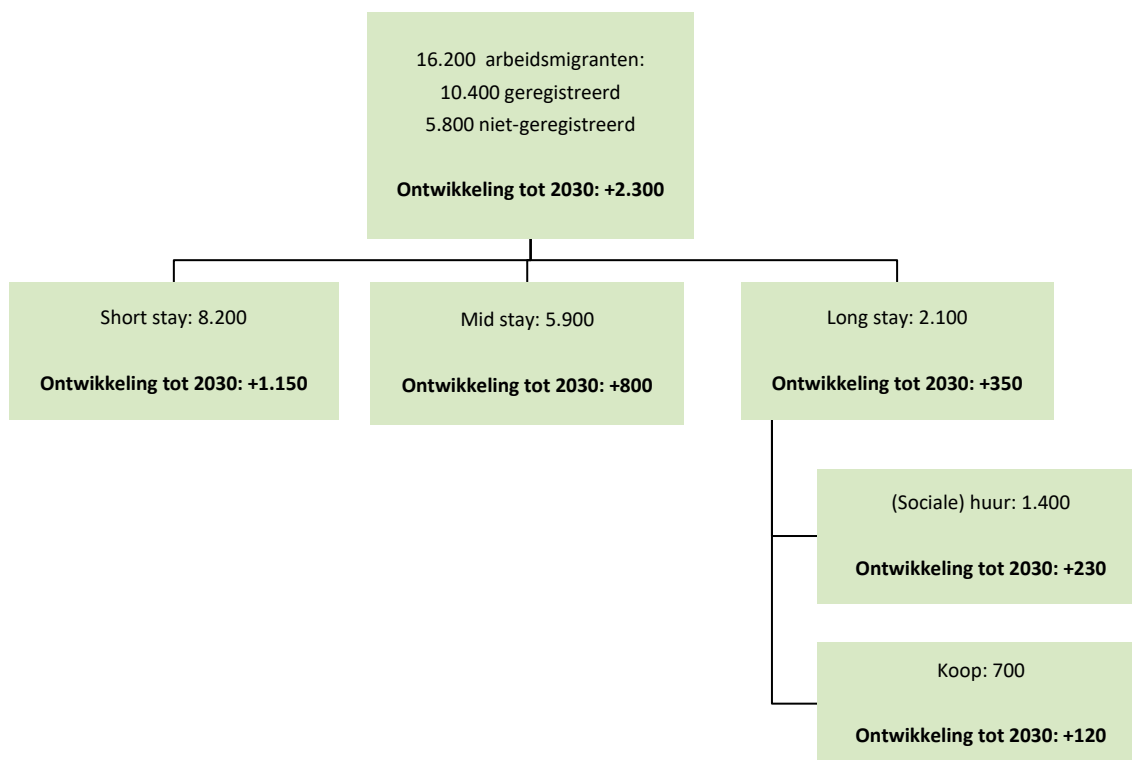 16.200 arbeidsmigranten:
10.400 geregistreerd
5.800 niet-geregistreerd
Ontwikkeling tot 2030: +2.300
Short stay: 8.200
Ontwikkeling tot 2030: +1.150
Mid stay: 5.900
Ontwikkeling tot 2030: +800
Long stay: 2.100
Ontwikkeling tot 2030: +350
(Sociale) huur: 1.400
Ontwikkeling tot 2030: +230
Koop: 700
Ontwikkeling tot 2030: +120